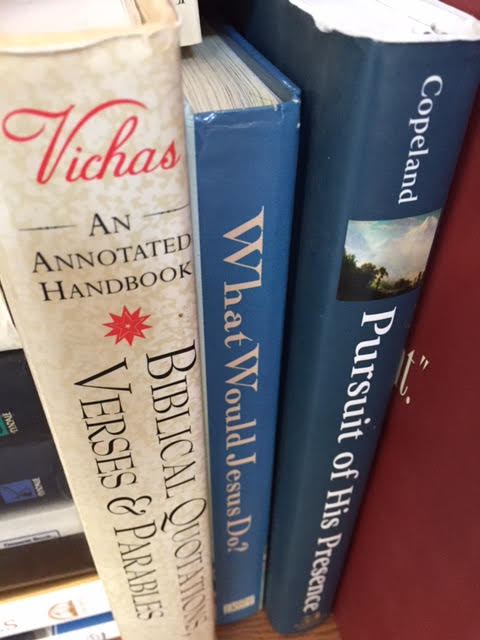 Vichas
AN
ANNOTATED
HANDBOOK
BIBLICAL QUOTATIONS,
VERSES & PARABLES
What Would Jesus Do?
Copeland
Pursuit of His Presence